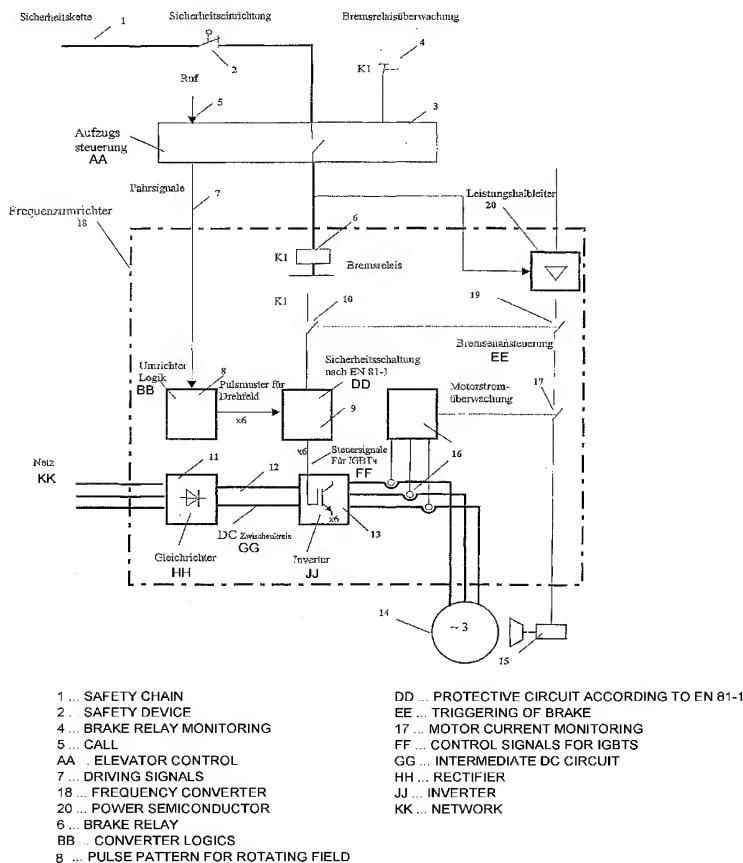 Sicherheitskette
1
Sicherheitseinrichtung
2
Bremsrelaisüberwachung
4
K1
Ruf
5
3
Aufzugs
steuerung
AA
Fahrsignale
7
Leistungshalbleiter
20
Frequenzumrichter
18
6
K1
Bremsreleis
K1
10
19
Bremsenansteuerung
EE
Umrichter
Logik
BB
8
Pulsmuster für
Drehfeld
x6
Sicherheitsschaltung
nach EN 81-1
DD
9
Motorstrom-
überwachung
17
x6
Steuersignale
Für IGBTs
FF
16
Netz
KK
11
12
x6
13
DC Zwischenkreis
GG
Gleichrichter
HH
Inverter
JJ
14
~ 3
15
1 ... SAFETY CHAIN
2 . . SAFETY DEVICE
4 ... BRAKE RELAY MONITORING
5 ... CALL
AA . ELEVATOR CONTROL
7 ... DRIVING SIGNALS
18 ... FREQUENCY CONVERTER
20 ... POWER SEMICONDUCTOR
6 ... BRAKE RELAY
BB ... CONVERTER LOGICS
8 ... PULSE PATTERN FOR ROTATING FIELD
DD ... PROTECTIVE CIRCUIT ACCORDING TO EN 81-1
EE ... TRIGGERING OF BRAKE
17 ... MOTOR CURRENT MONITORING
FF ... CONTROL SIGNALS FOR IGBTS
GG ... INTERMEDIATE DC CIRCUIT
HH ... RECTIFIER
JJ ... INVERTER
KK ... NETWORK